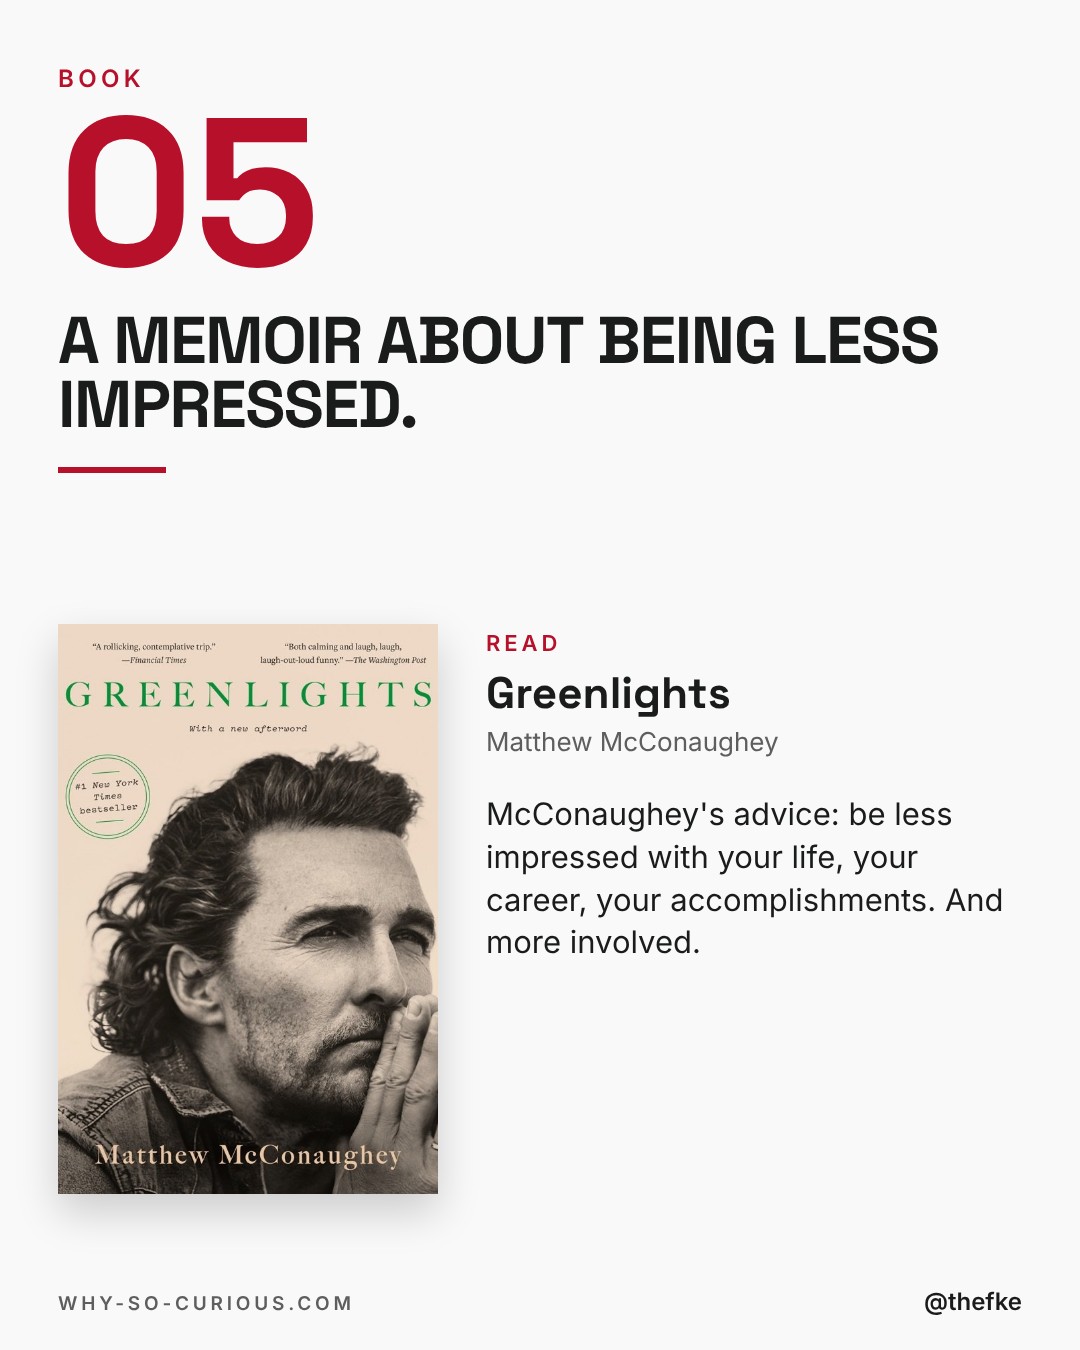 BOOK
05
A MEMOIR ABOUT BEING LESS
IMPRESSED.
“A rollicking, contemplative trip.”
—Financial Times
“Both calming and laugh, laugh,
laugh-out-loud funny.” —The Washington Post
GREENLIGHTS
With a new afterword
#1 New York
Times
bestseller
Matthew McConaughey
READ
Greenlights
Matthew McConaughey
McConaughey's advice: be less
impressed with your life, your
career, your accomplishments. And
more involved.
WHY-SO-CURIOUS.COM
@thefke